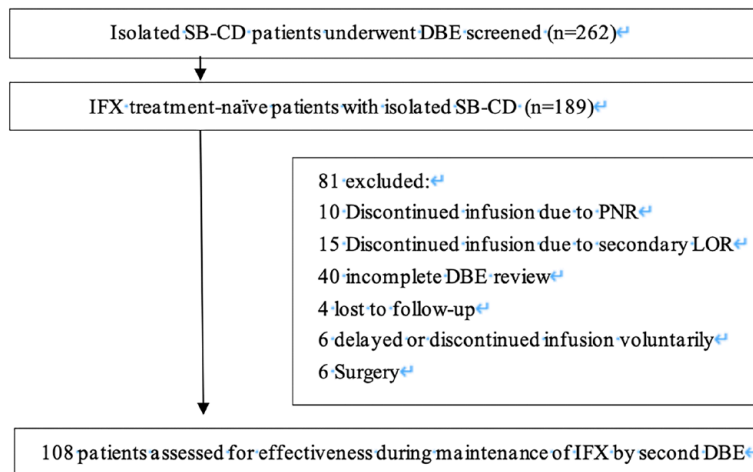 Isolated SB-CD patients underwent DBE screened (n=262)↵
IFX treatment-naïve patients with isolated SB-CD (n=189)↵
81 excluded:↵
10 Discontinued infusion due to PNR↵
15 Discontinued infusion due to secondary LOR↵
40 incomplete DBE review↵
4 lost to follow-up↵
6 delayed or discontinued infusion voluntarily↵
6 Surgery↵
108 patients assessed for effectiveness during maintenance of IFX by second DBE↵